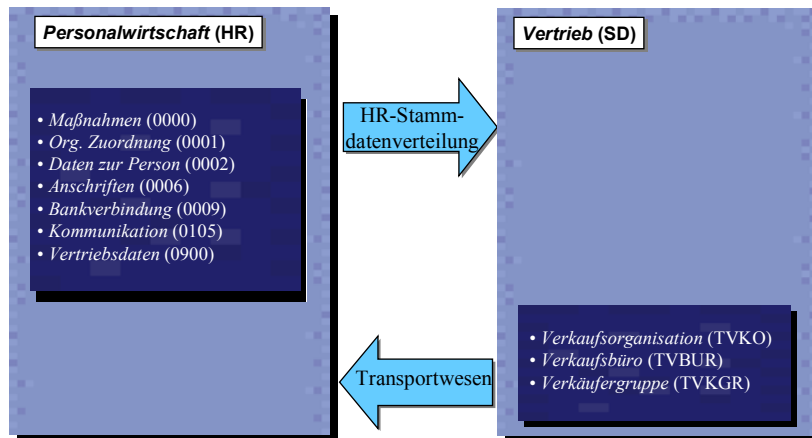 Personalwirtschaft (HR)
• Maßnahmen (0000)
• Org. Zuordnung (0001)
• Daten zur Person (0002)
• Anschriften (0006)
• Bankverbindung (0009)
• Kommunikation (0105)
• Vertriebsdaten (0900)
HR-Stamm-
datenverteilung
Transportwesen
Vertrieb (SD)
• Verkaufsorganisation (TVKO)
• Verkaufsbüro (TVBUR)
• Verkäufergruppe (TVKGR)